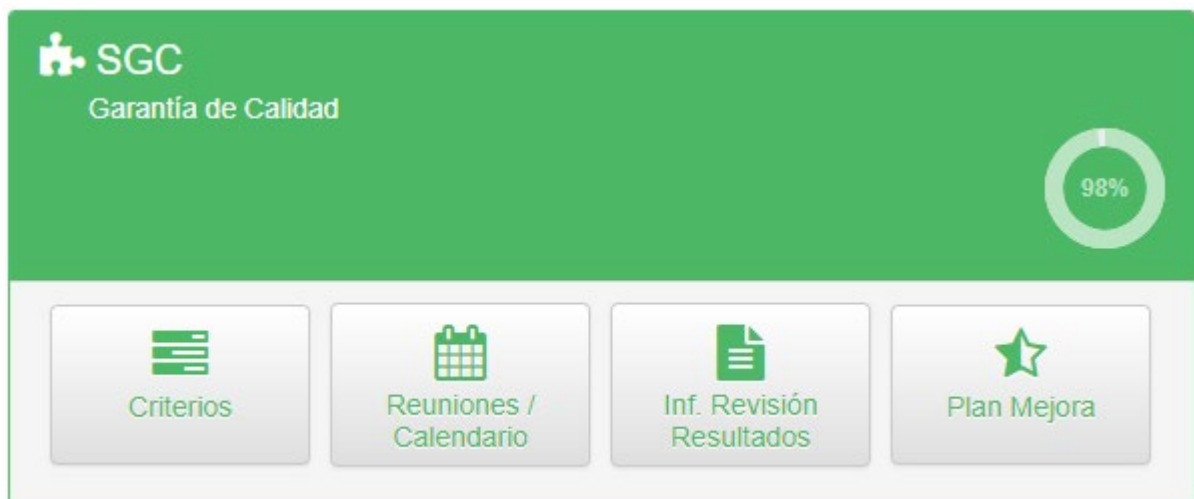 SGC
Garantía de Calidad
98%
Criterios
Reuniones /
Calendario
Inf. Revisión
Resultados
Plan Mejora